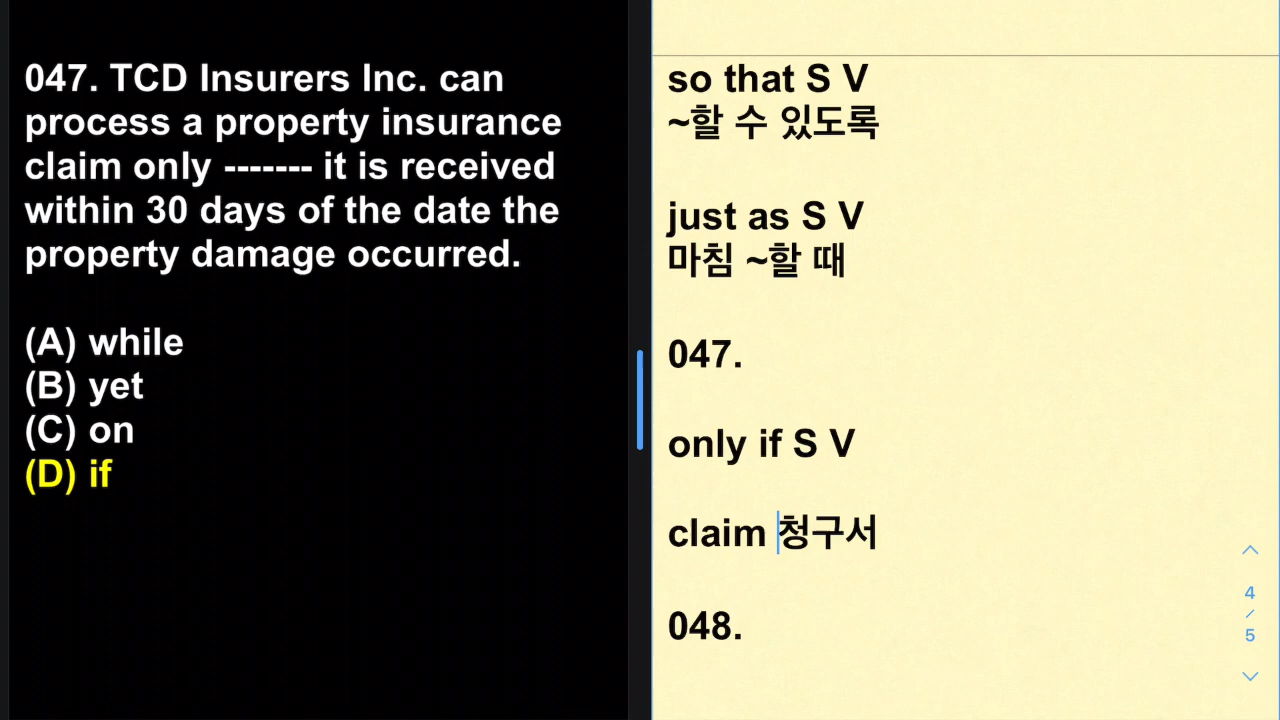 047. TCD Insurers Inc. can
process a property insurance
claim only ------- it is received
within 30 days of the date the
property damage occurred.
(A) while
(B) yet
(C) on
(D) if
so that S V
~할 수 있도록
just as S V
마침 ~할 때
047.
only if S V
claim 청구서
048.
4
/
5